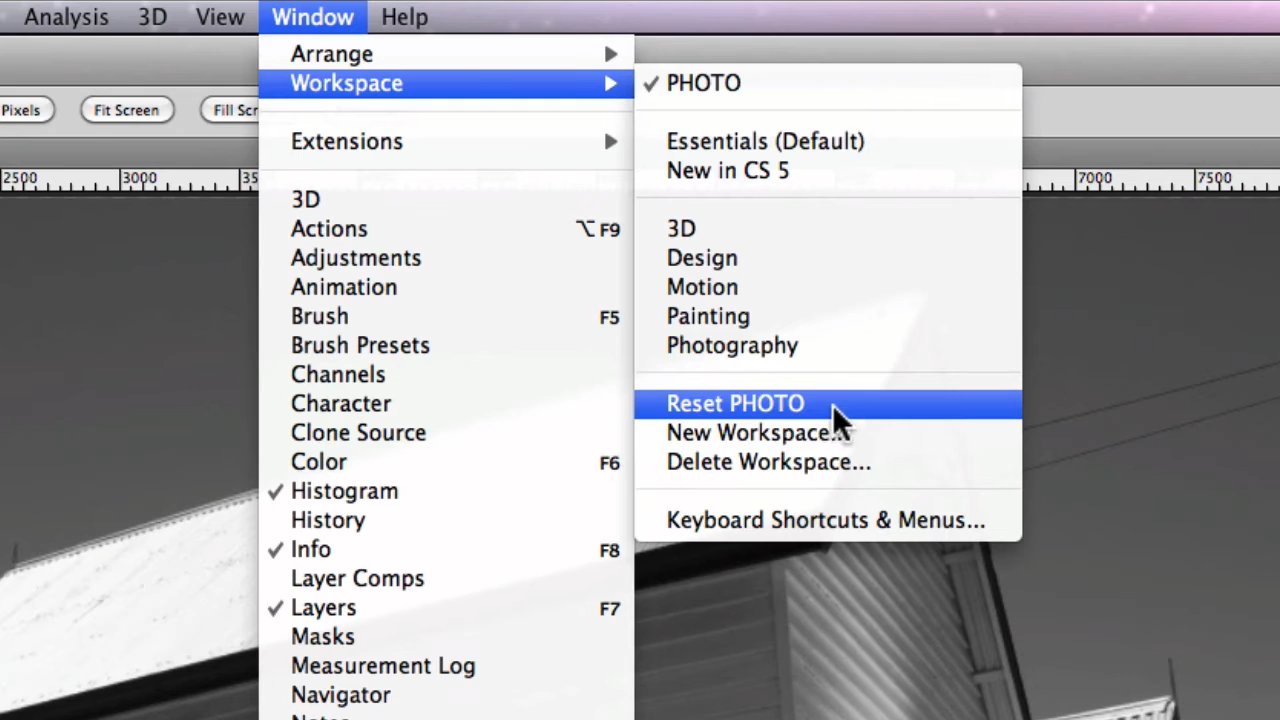 Analysis 3D View Window Help
Arrange
Workspace
PHOTO
Pixels Fit Screen Fill Scr
Extensions
Essentials (Default)
New in CS 5
2500 3000 35 7000 7500
3D
Actions ⌥F9
Adjustments
Animation
Brush F5
Brush Presets
Channels
Character
Clone Source
Color F6
Histogram
History
Info F8
Layer Comps
Layers F7
Masks
Measurement Log
Navigator
3D
Design
Motion
Painting
Photography
Reset PHOTO
New Workspace...
Delete Workspace...
Keyboard Shortcuts & Menus...